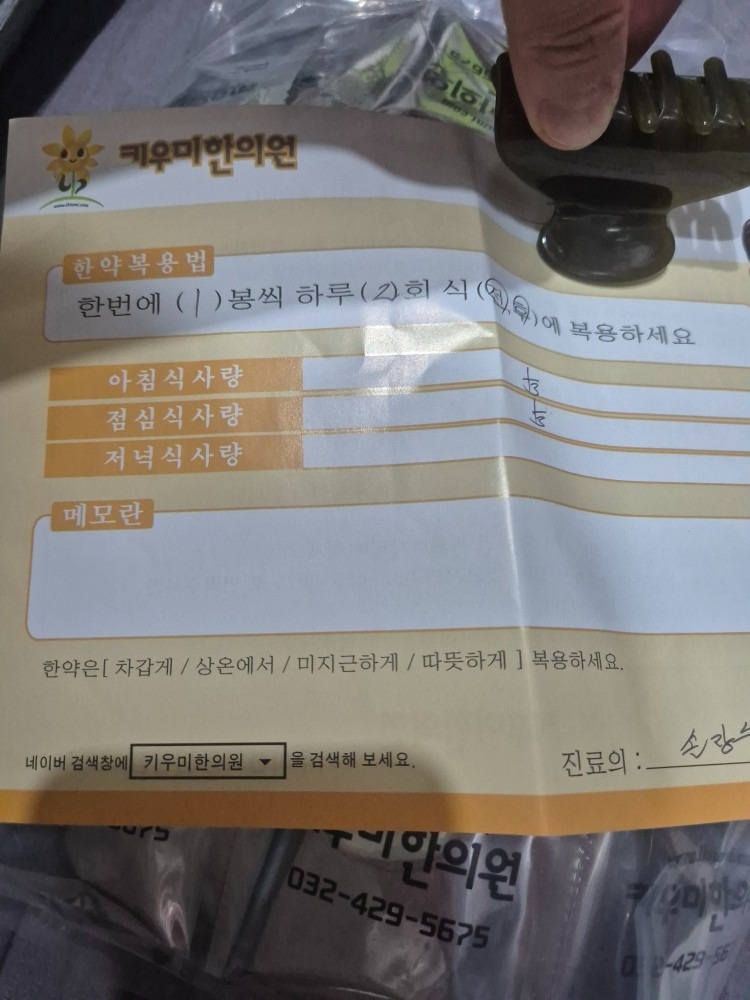 키우미한의원
한약복용법
한번에 (1)봉씩 하루(2)회 식(전,후)에 복용하세요
아침식사량
점심식사량
저녁식사량
메모란
한약은[ 차갑게 / 상온에서 / 미지근하게 / 따뜻하게 ] 복용하세요.
네이버 검색창에 키우미한의원 을 검색해 보세요.
진료의 :
키우미한의원
032-429-5675